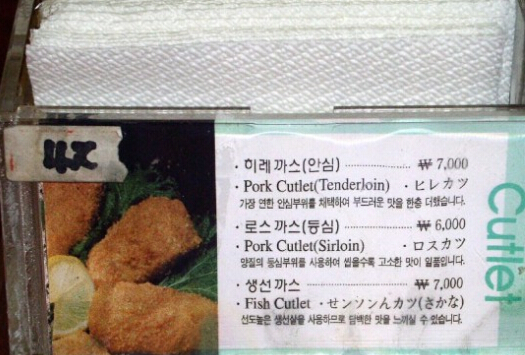 · 히레 까스(안심) ························ ₩ 7,000
· Pork Cutlet(Tenderloin) · ヒレカツ
가장 연한 안심부위를 채택하여 부드러운 맛을 한층 더했습니다.
· 로스 까스(등심) ························ ₩ 6,000
· Pork Cutlet(Sirloin) · ロスカツ
양질의 등심부위를 사용하여 씹을수록 고소한 맛이 일품입니다.
· 생선 까스 ································ ₩ 7,000
· Fish Cutlet · センソンんカツ(さかな)
선도높은 생선살을 사용하므로 담백한 맛을 느끼실 수 있습니다.
Cutlet